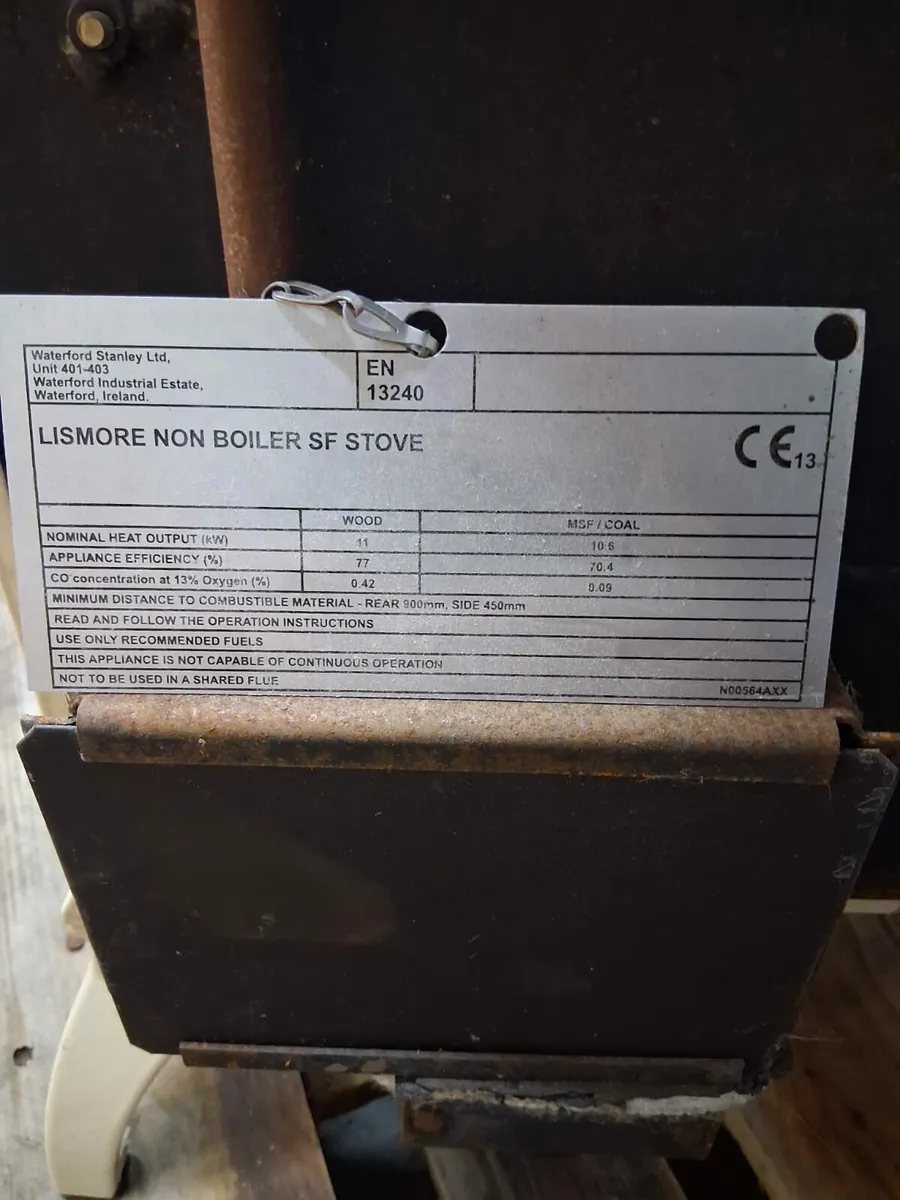 Waterford Stanley Ltd,
Unit 401-403
Waterford Industrial Estate,
Waterford, Ireland.
EN
13240
LISMORE NON BOILER SF STOVE
CE 13
WOOD MSF / COAL
NOMINAL HEAT OUTPUT (kW) 11 10.6
APPLIANCE EFFICIENCY (%) 77 70.4
CO concentration at 13% Oxygen (%) 0.42 0.09
MINIMUM DISTANCE TO COMBUSTIBLE MATERIAL - REAR 900mm, SIDE 450mm
READ AND FOLLOW THE OPERATION INSTRUCTIONS
USE ONLY RECOMMENDED FUELS
THIS APPLIANCE IS NOT CAPABLE OF CONTINUOUS OPERATION
NOT TO BE USED IN A SHARED FLUE
N00564AXX